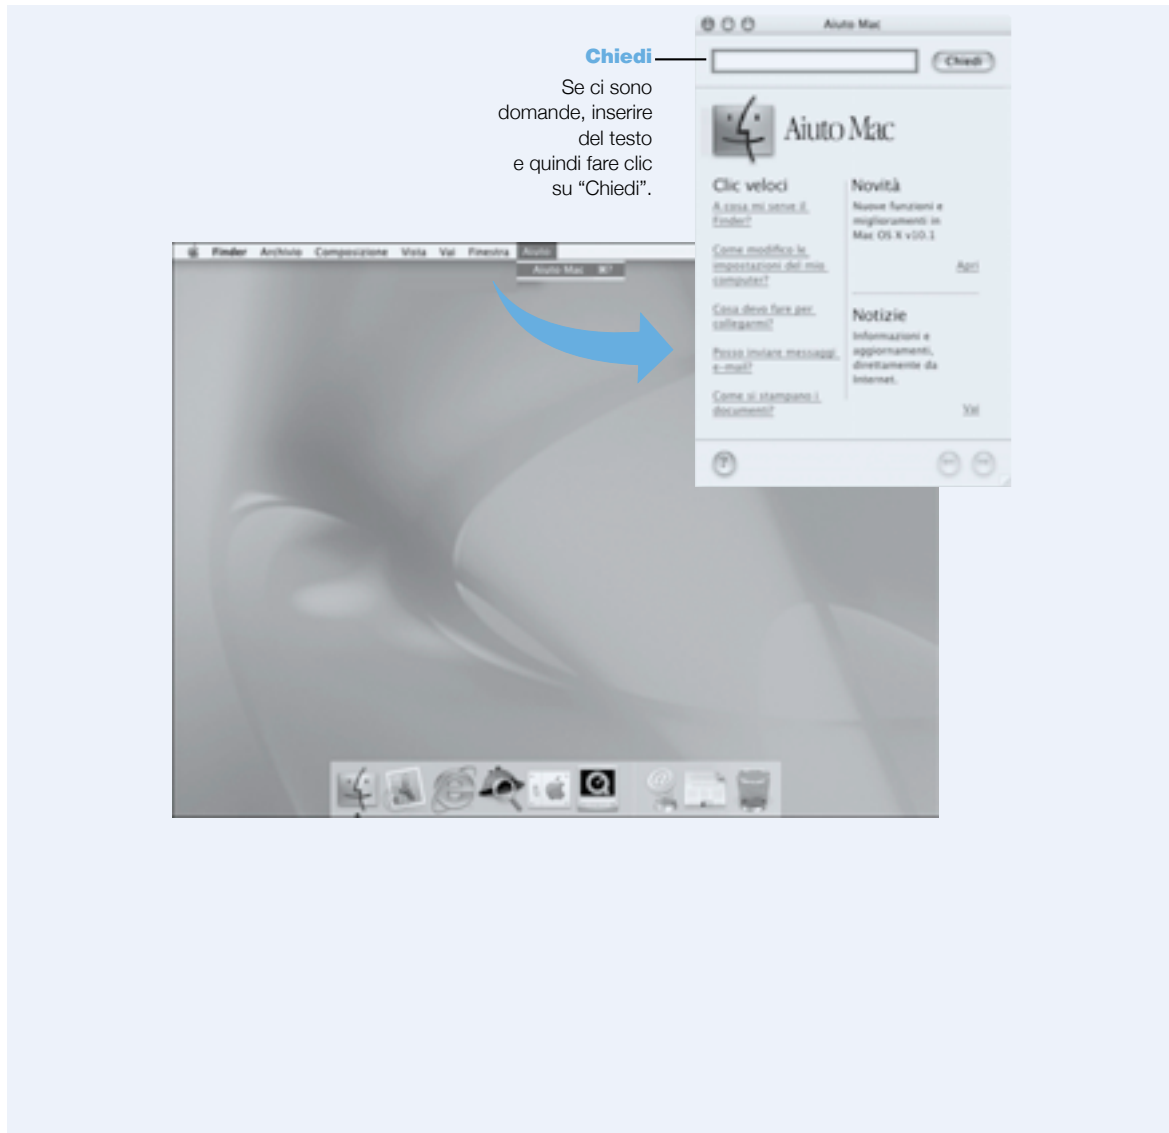 Aiuto Mac
Chiedi
Chiedi
Se ci sono
domande, inserire
del testo
e quindi fare clic
su “Chiedi”.
Aiuto Mac
Clic veloci
A cosa mi serve il
Finder?
Come modifico le
impostazioni del mio
computer?
Cosa devo fare per
collegarmi?
Posso inviare messaggi
e-mail?
Come si stampano i
documenti?
Novità
Nuove funzioni e
miglioramenti in
Mac OS X v10.1
Apri
Notizie
Informazioni e
aggiornamenti,
direttamente da
Internet.
Vai
?
Finder Archivio Composizione Vista Vai Finestra Aiuto
Aiuto Mac ⌘?